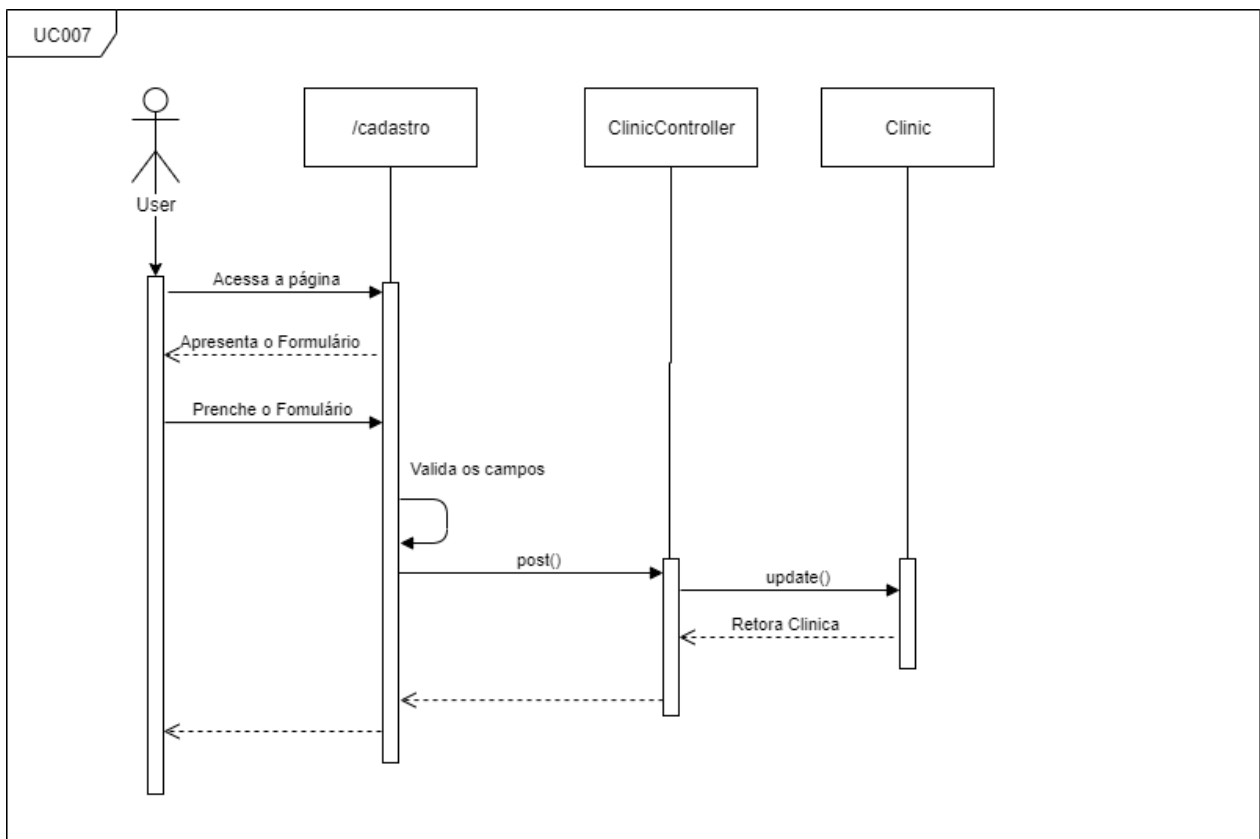 UC007
/cadastro
ClinicController
Clinic
User
Acessa a página
Apresenta o Formulário
Prenche o Fomulário
Valida os campos
post()
update()
Retora Clinica